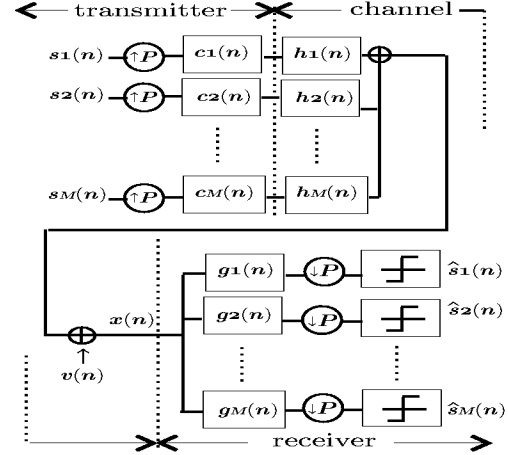 transmitter channel
s1(n) ↑P c1(n) h1(n)
s2(n) ↑P c2(n) h2(n)
sM(n) ↑P cM(n) hM(n)
g1(n) ↓P ŝ1(n)
x(n) g2(n) ↓P ŝ2(n)
v(n)
gM(n) ↓P ŝM(n)
receiver